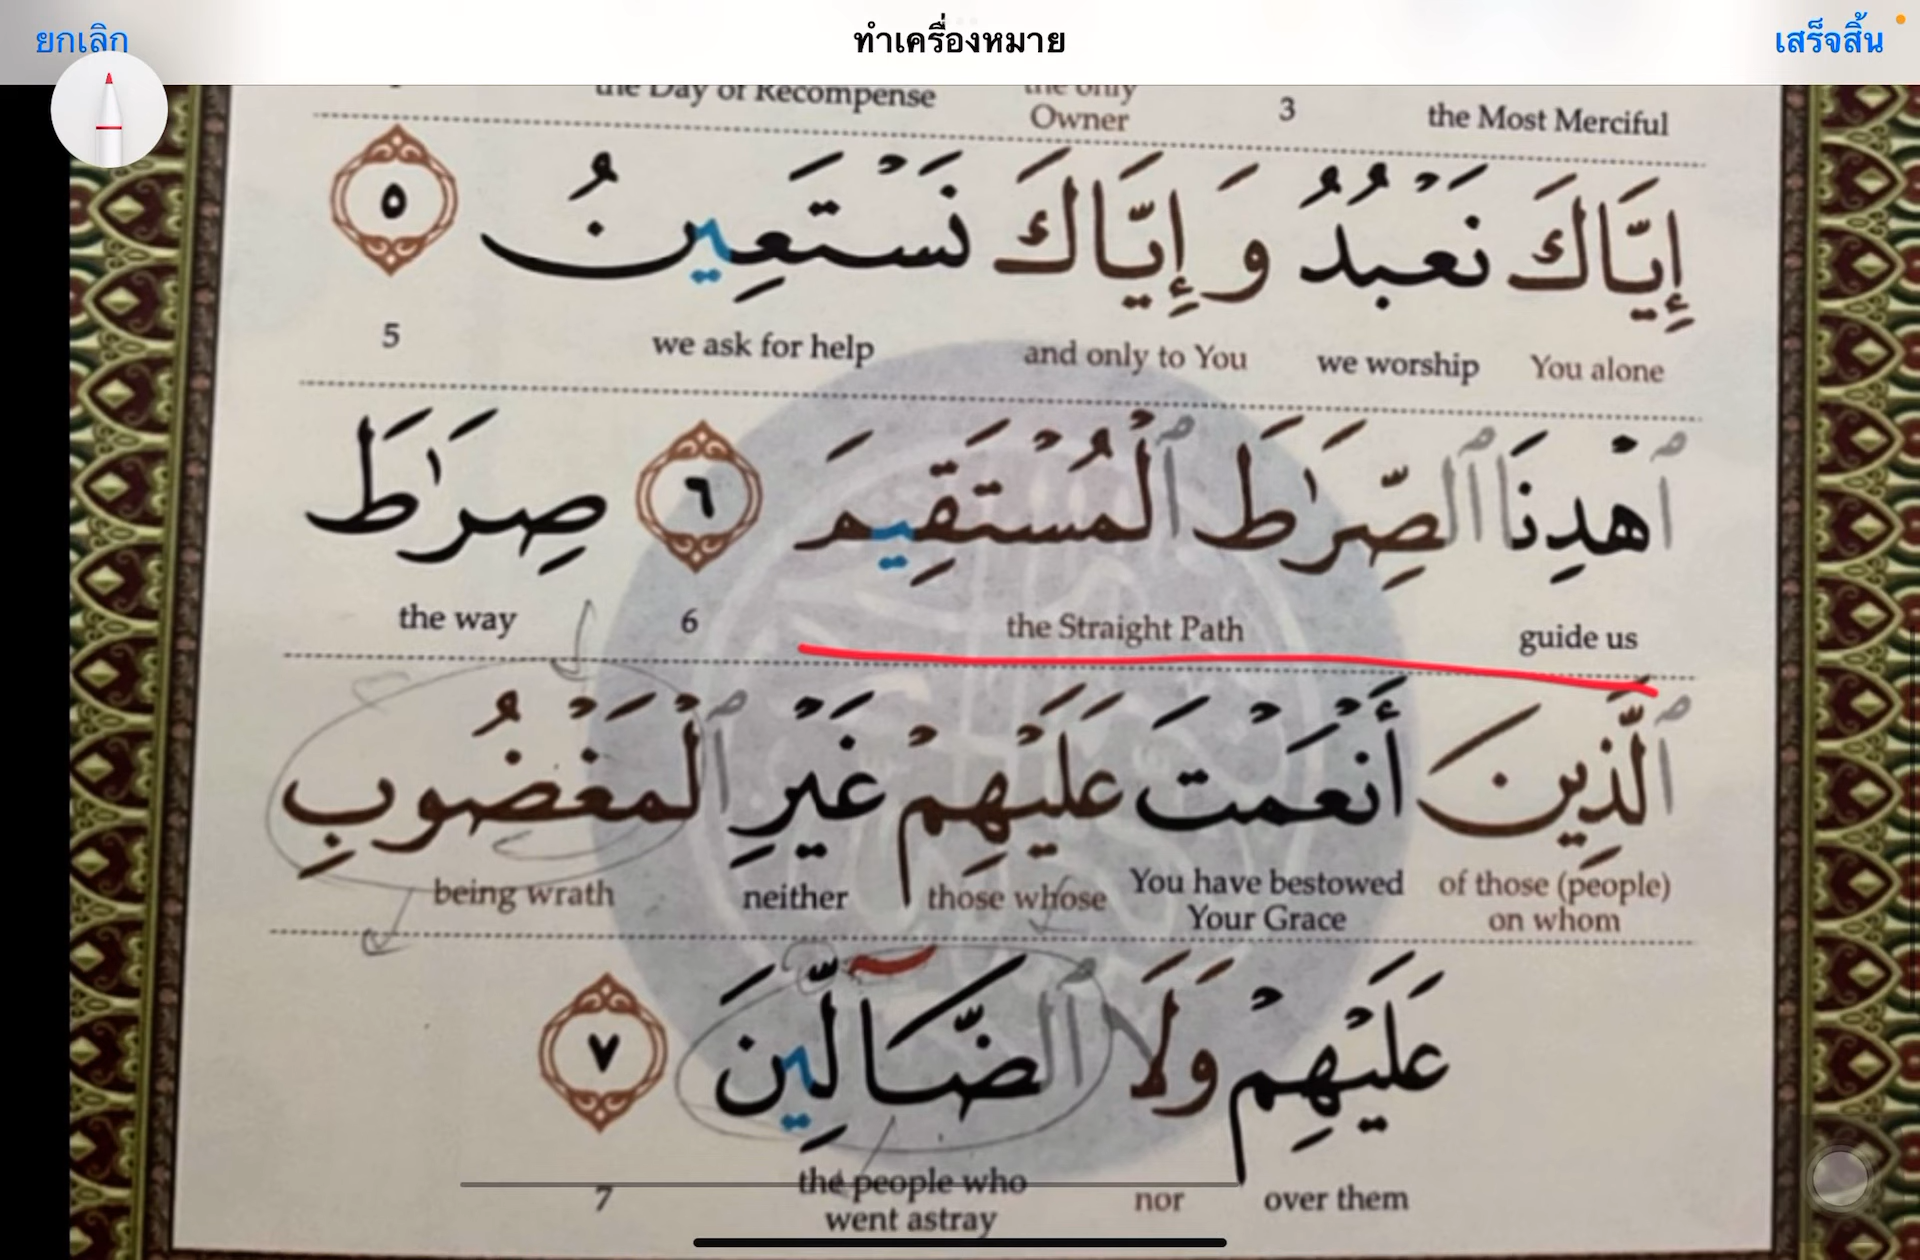 ยกเลิก ทำเครื่องหมาย เสร็จสิ้น
the Day of Recompense the only Owner 3 the Most Merciful
إِيَّاكَ نَعْبُدُ وَ إِيَّاكَ نَسْتَعِينُ ٥
You alone we worship and only to You we ask for help 5
ٱهْدِنَا ٱلصِّرَٰطَ ٱلْمُسْتَقِيمَ ٦ صِرَٰطَ
guide us the Straight Path 6 the way
ٱلَّذِينَ أَنْعَمْتَ عَلَيْهِمْ غَيْرِ ٱلْمَغْضُوبِ
of those (people) on whom You have bestowed Your Grace those whose neither being wrath
عَلَيْهِمْ وَلَا ٱلضَّآلِّينَ ٧
over them nor the people who went astray 7